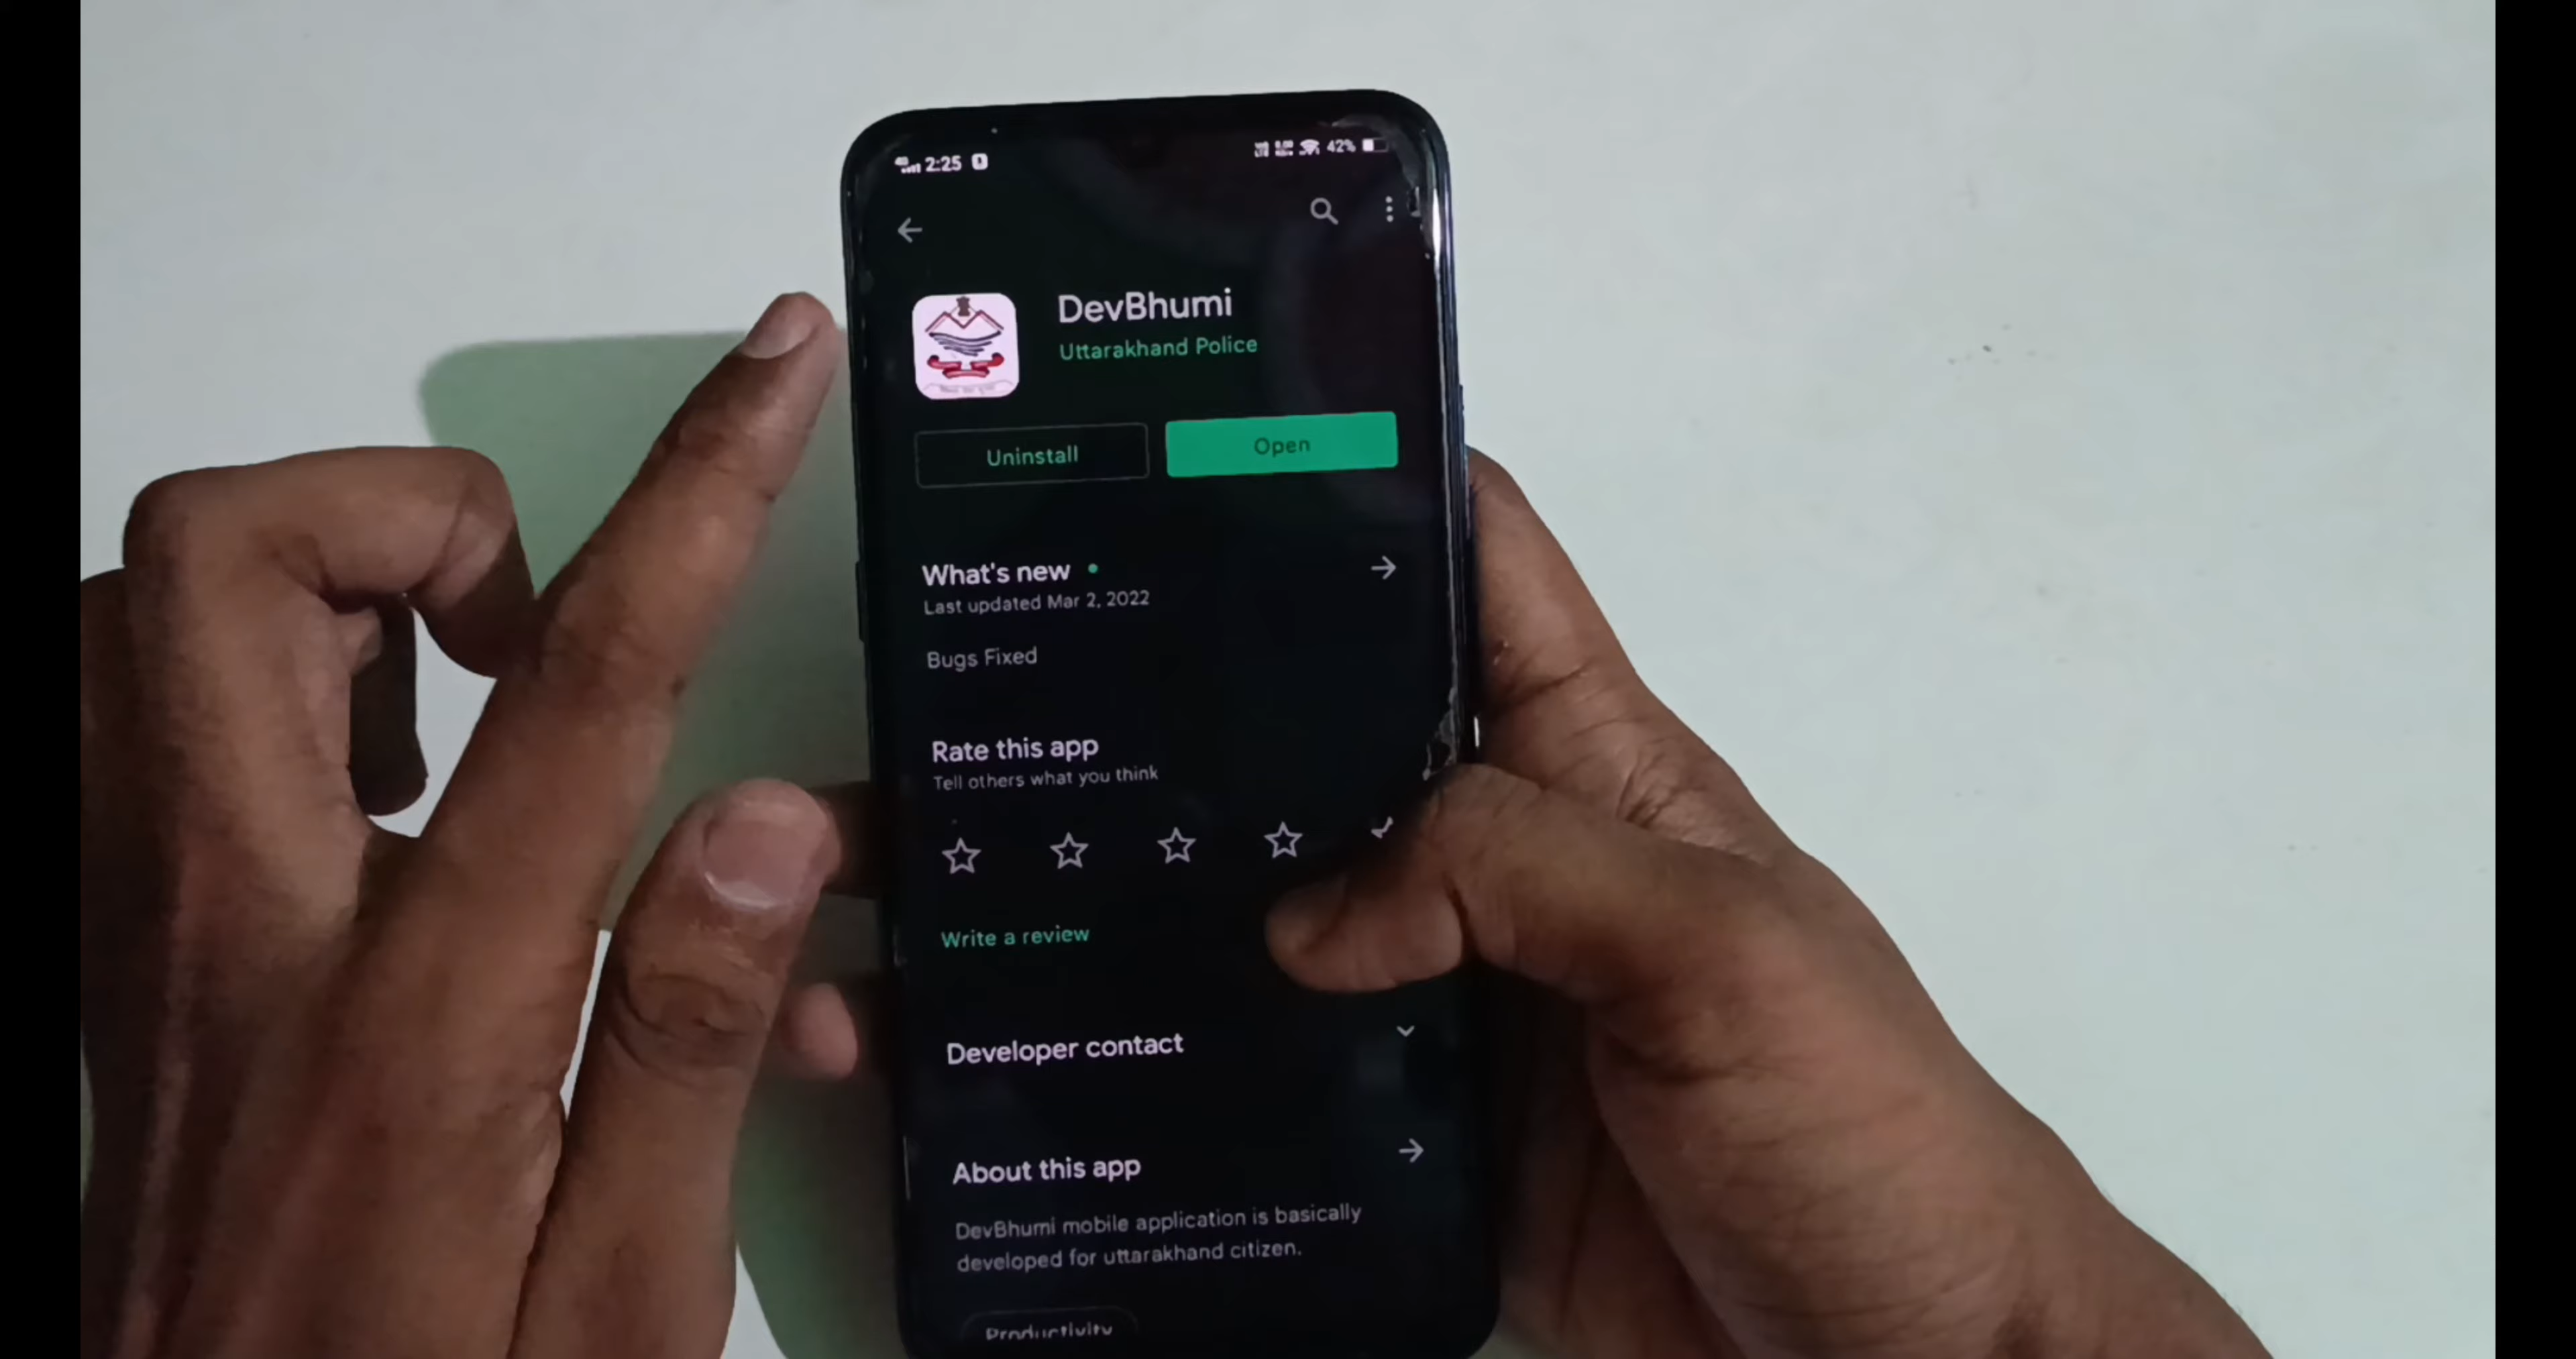 2:25
42%
DevBhumi
Uttarakhand Police
Uninstall
Open
What's new
Last updated Mar 2, 2022
Bugs Fixed
Rate this app
Tell others what you think
Write a review
Developer contact
About this app
DevBhumi mobile application is basically
developed for uttarakhand citizen.
Productivity